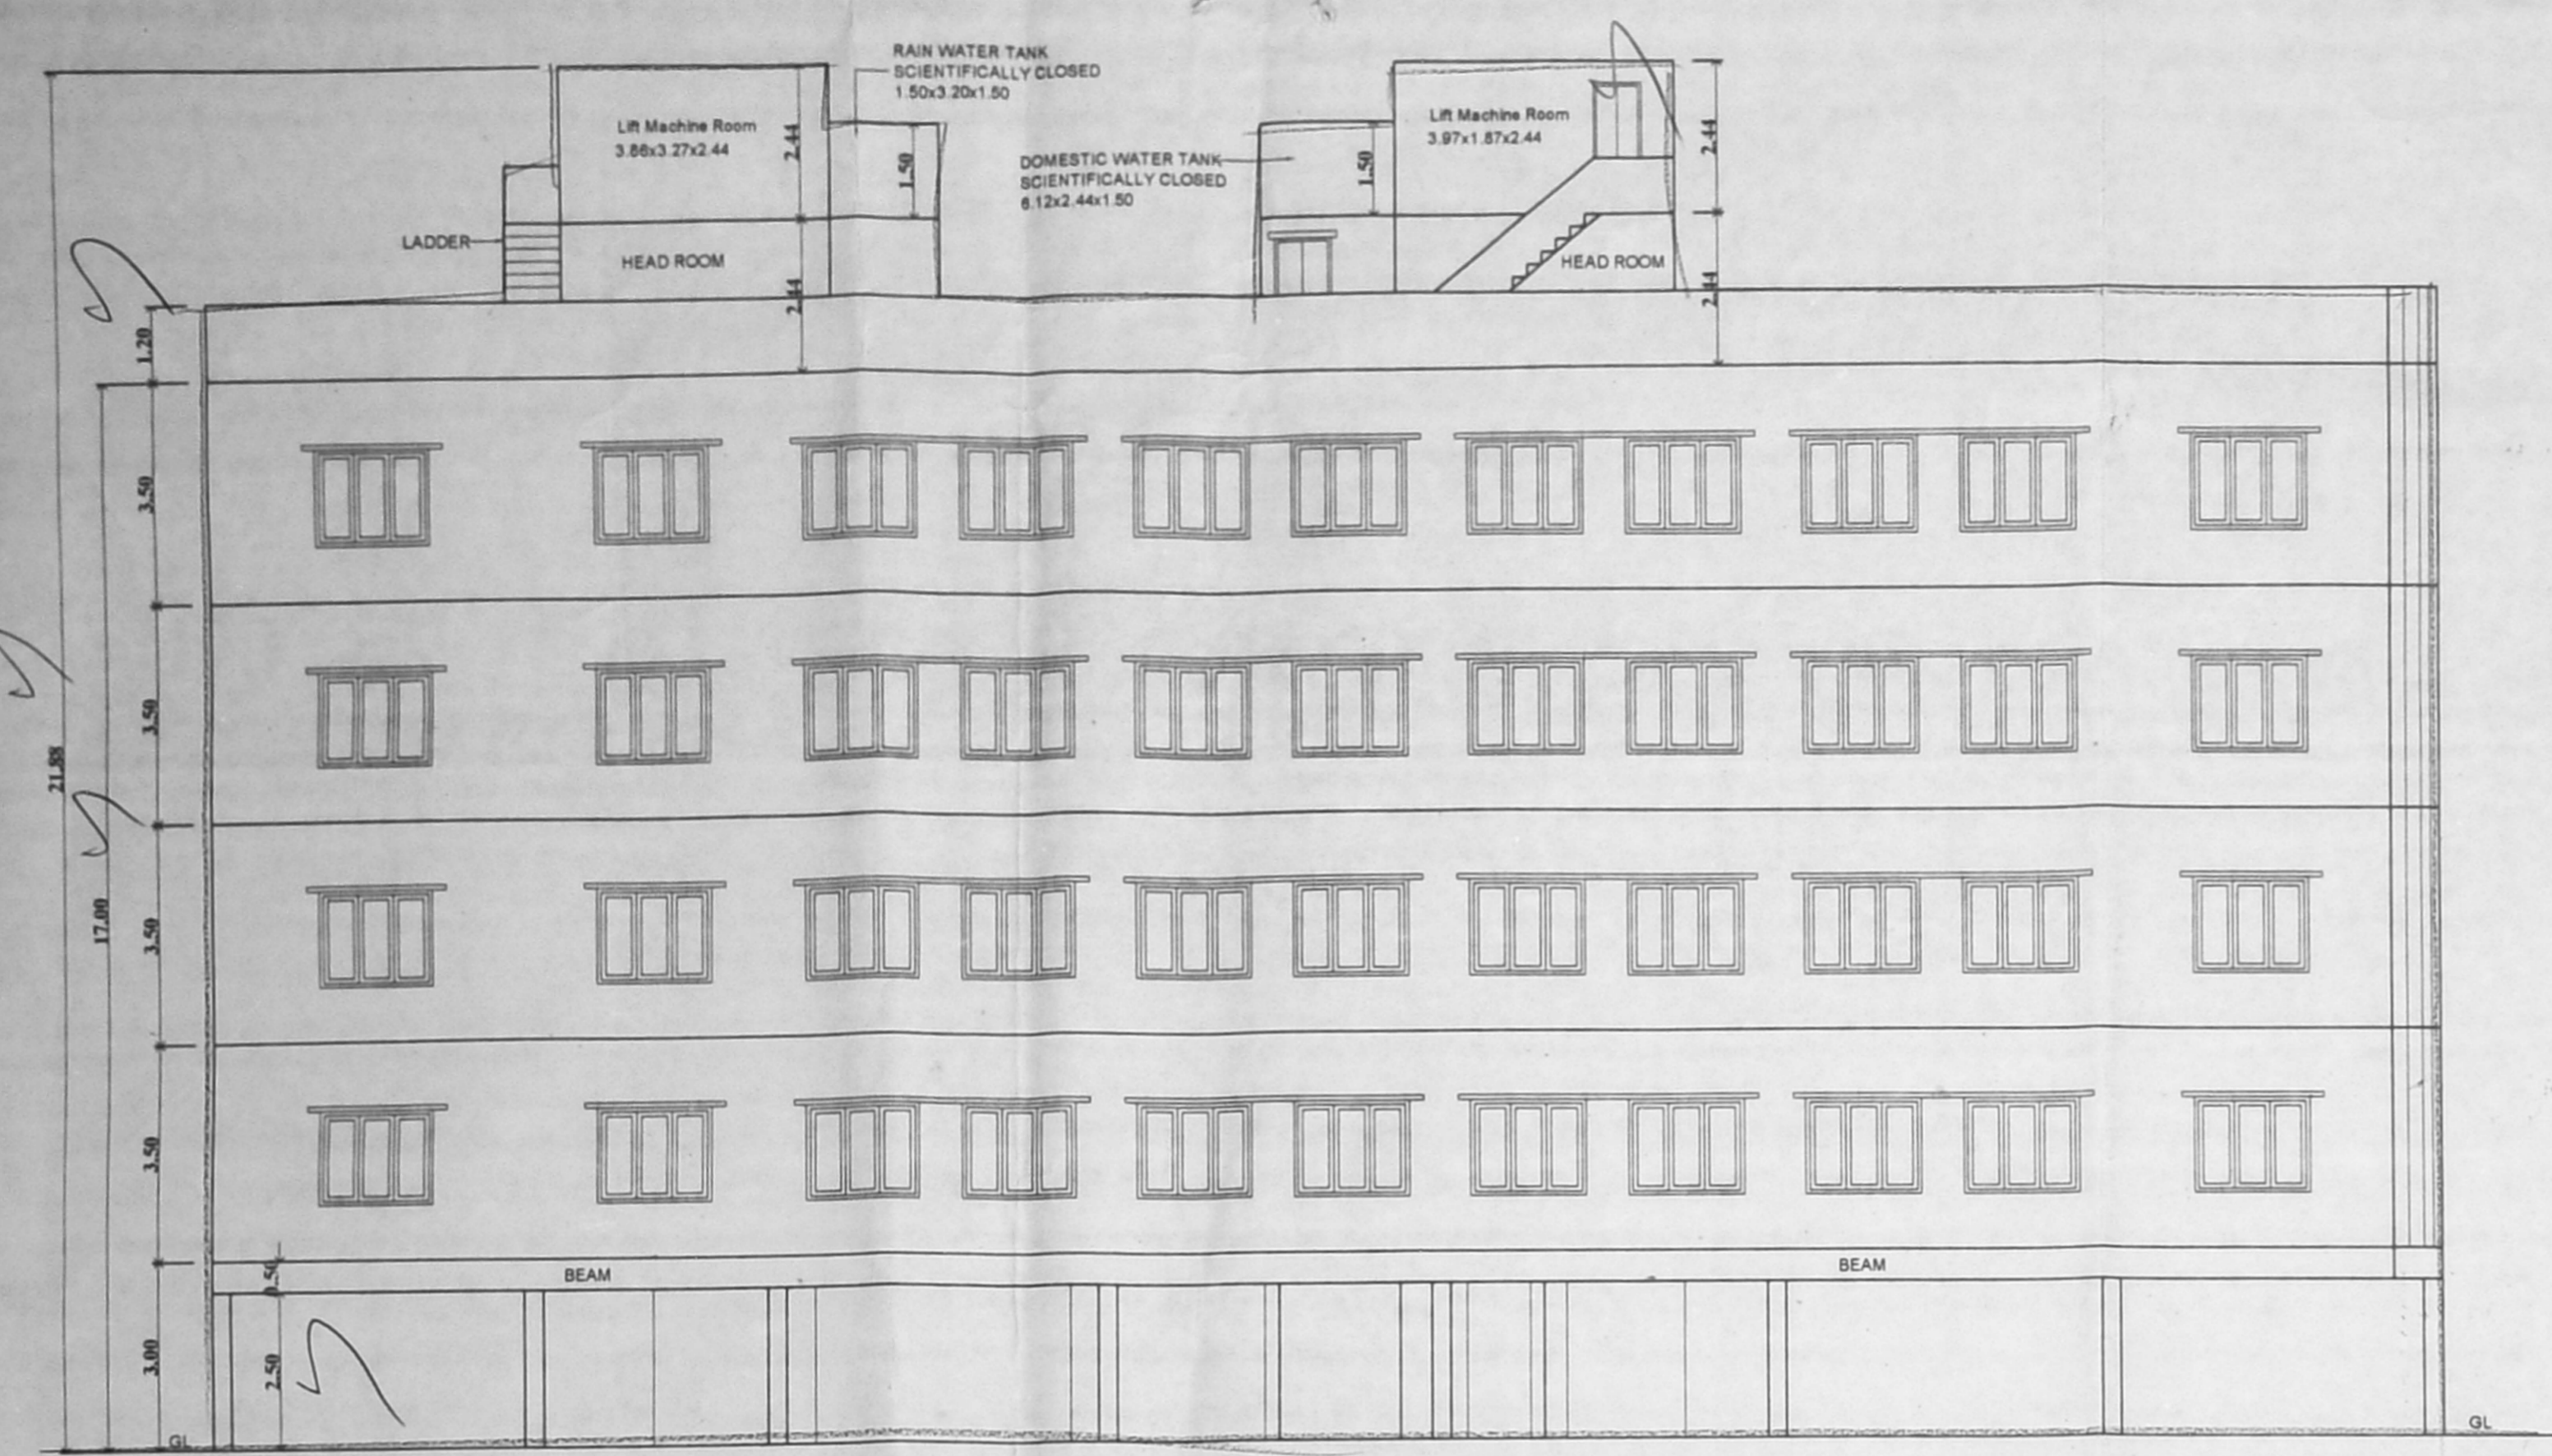 RAIN WATER TANK
SCIENTIFICALLY CLOSED
1.50x3.20x1.50
Lift Machine Room
3.86x3.27x2.44
2.44
1.50
DOMESTIC WATER TANK
SCIENTIFICALLY CLOSED
6.12x2.44x1.50
1.50
Lift Machine Room
3.97x1.87x2.44
2.44
LADDER
HEAD ROOM
2.44
HEAD ROOM
2.44
1.20
3.50
3.50
21.88
17.00
3.50
3.50
0.50
BEAM
BEAM
3.00
2.50
GL
GL